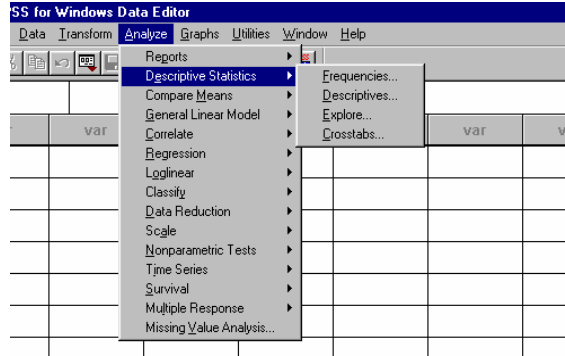 PSS for Windows Data Editor
Data Transform Analyze Graphs Utilities Window Help
Reports
Descriptive Statistics
Frequencies...
Compare Means
Descriptives...
General Linear Model
Explore...
Correlate
Crosstabs...
var
var
Regression
Loglinear
Classify
Data Reduction
Scale
Nonparametric Tests
Time Series
Survival
Multiple Response
Missing Value Analysis...